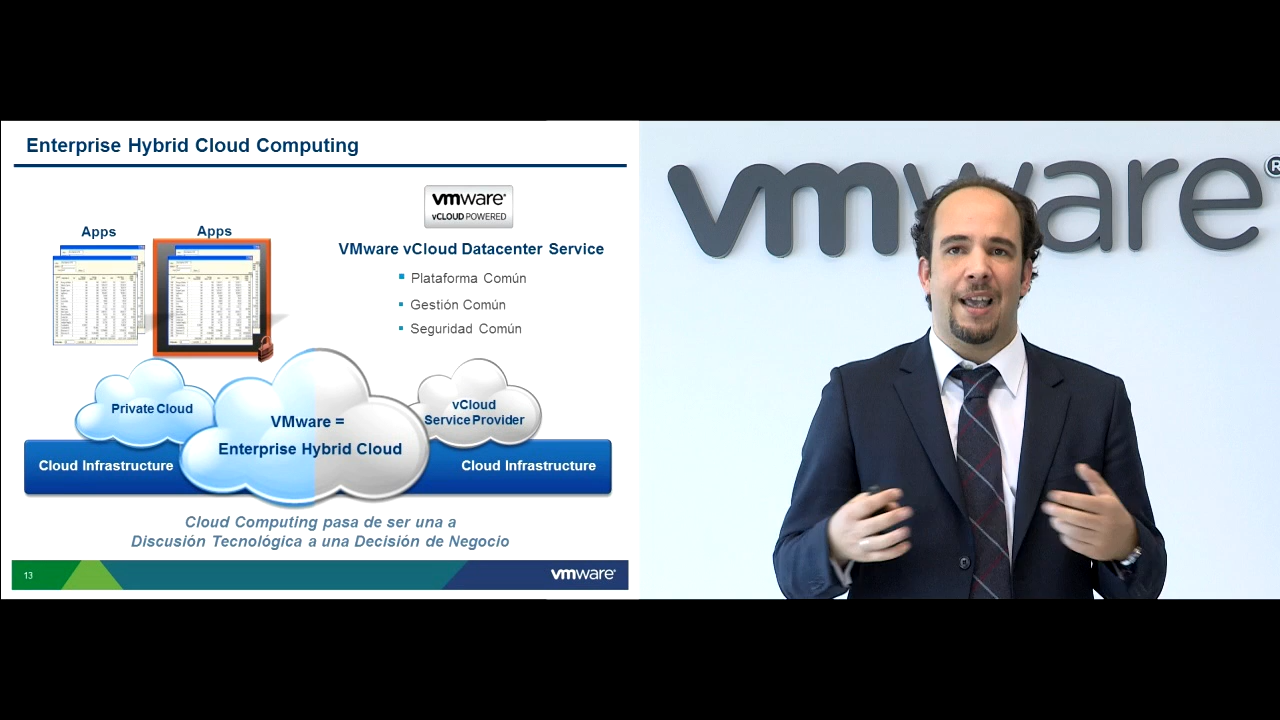 Enterprise Hybrid Cloud Computing
vmware®
vCLOUD POWERED
Apps
Apps
VMware vCloud Datacenter Service
Plataforma Común
Gestión Común
Seguridad Común
Private Cloud
VMware =
Enterprise Hybrid Cloud
vCloud
Service Provider
Cloud Infrastructure
Cloud Infrastructure
Cloud Computing pasa de ser una a
Discusión Tecnológica a una Decisión de Negocio
13
vmware®
vmware®